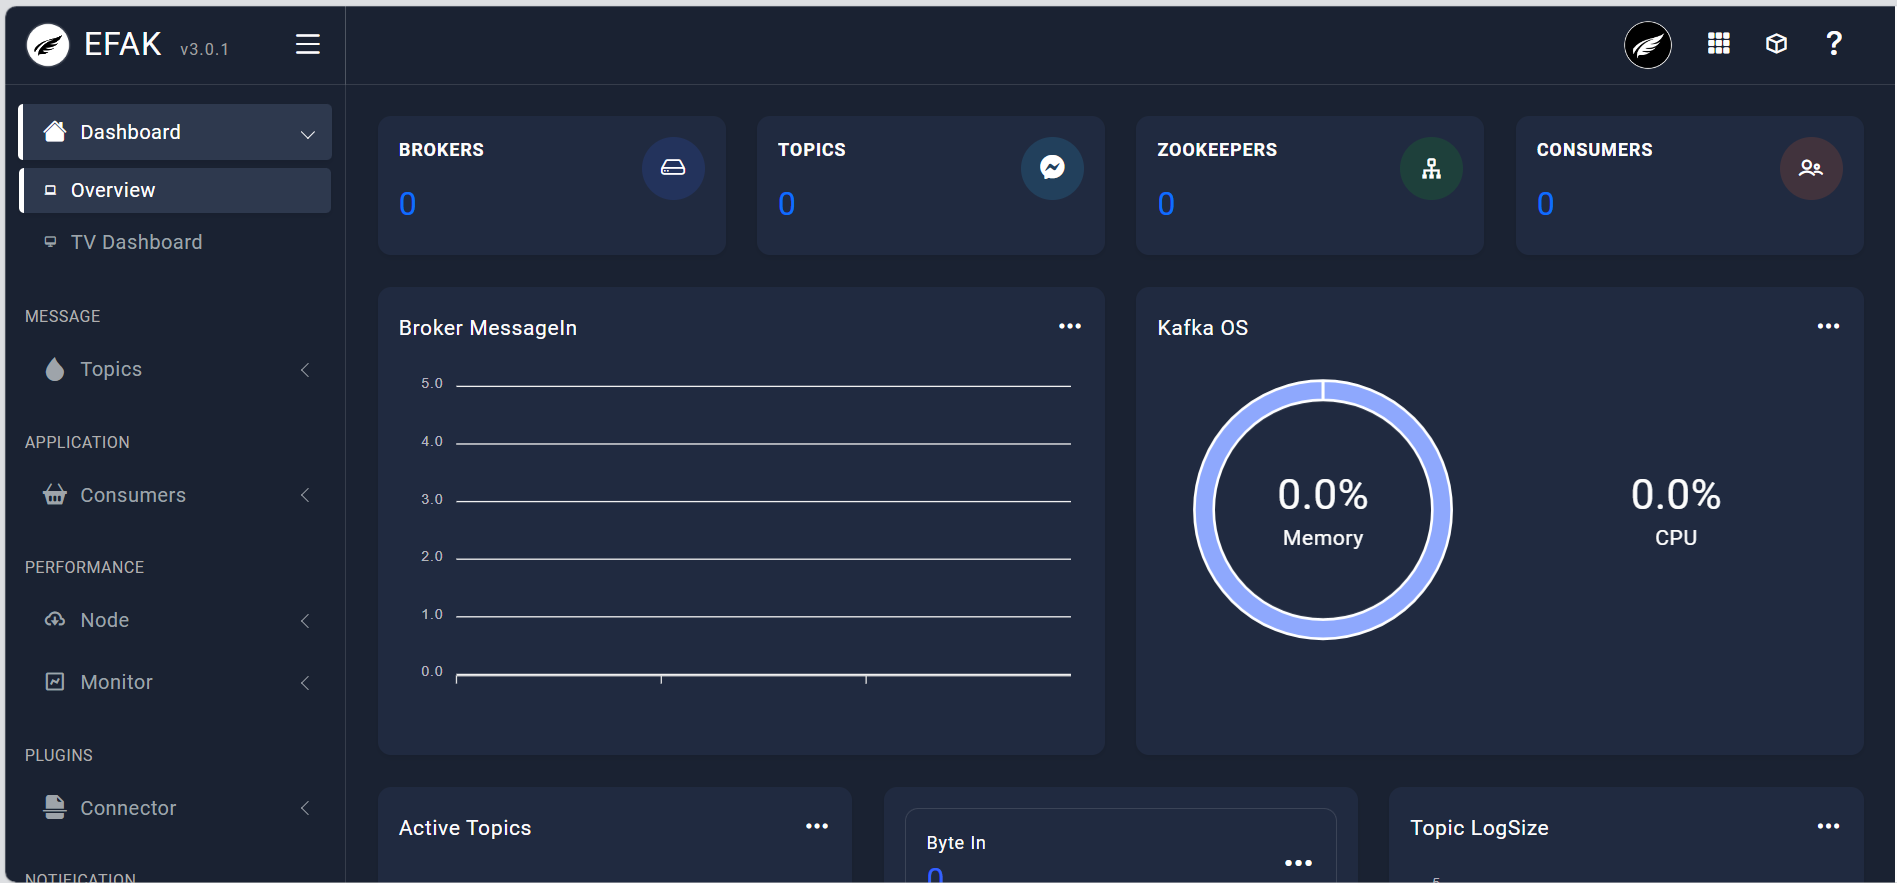 EFAK v3.0.1
Dashboard
Overview
TV Dashboard
MESSAGE
Topics
APPLICATION
Consumers
PERFORMANCE
Node
Monitor
PLUGINS
Connector
NOTIFICATION
BROKERS
0
TOPICS
0
ZOOKEEPERS
0
CONSUMERS
0
Broker MessageIn
5.0
4.0
3.0
2.0
1.0
0.0
Kafka OS
0.0%
Memory
0.0%
CPU
Active Topics
Byte In
0
Topic LogSize
5